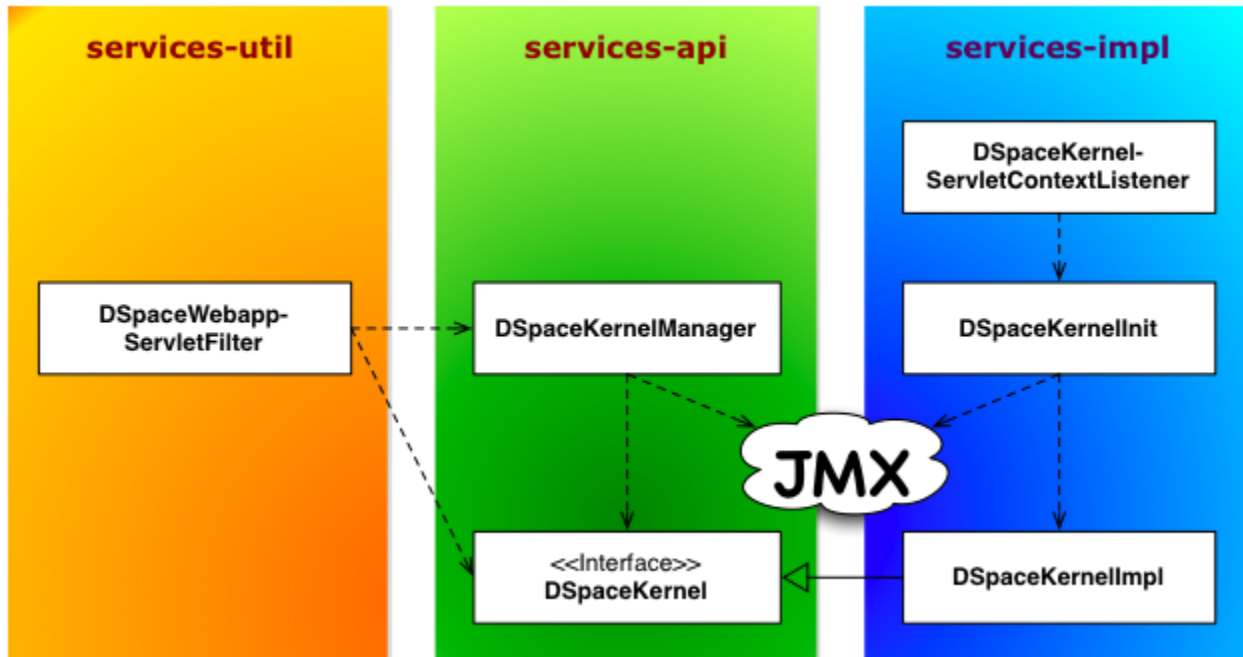 services-util
services-api
services-impl
DSpaceKernel-
ServletContextListener
DSpaceWebapp-
ServletFilter
DSpaceKernelManager
DSpaceKernelInit
JMX
<<Interface>>
DSpaceKernel
DSpaceKernelImpl